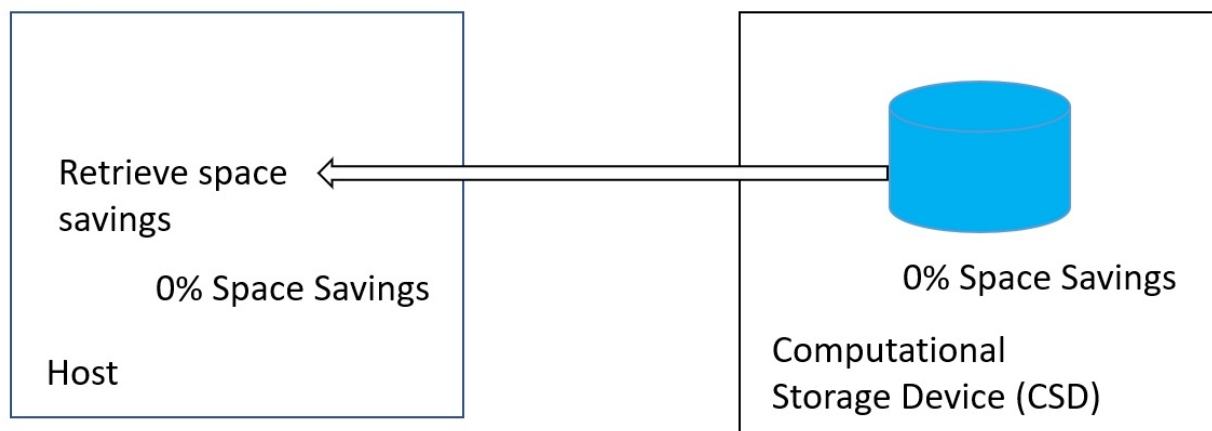 Retrieve space
savings
0% Space Savings
Host
0% Space Savings
Computational
Storage Device (CSD)